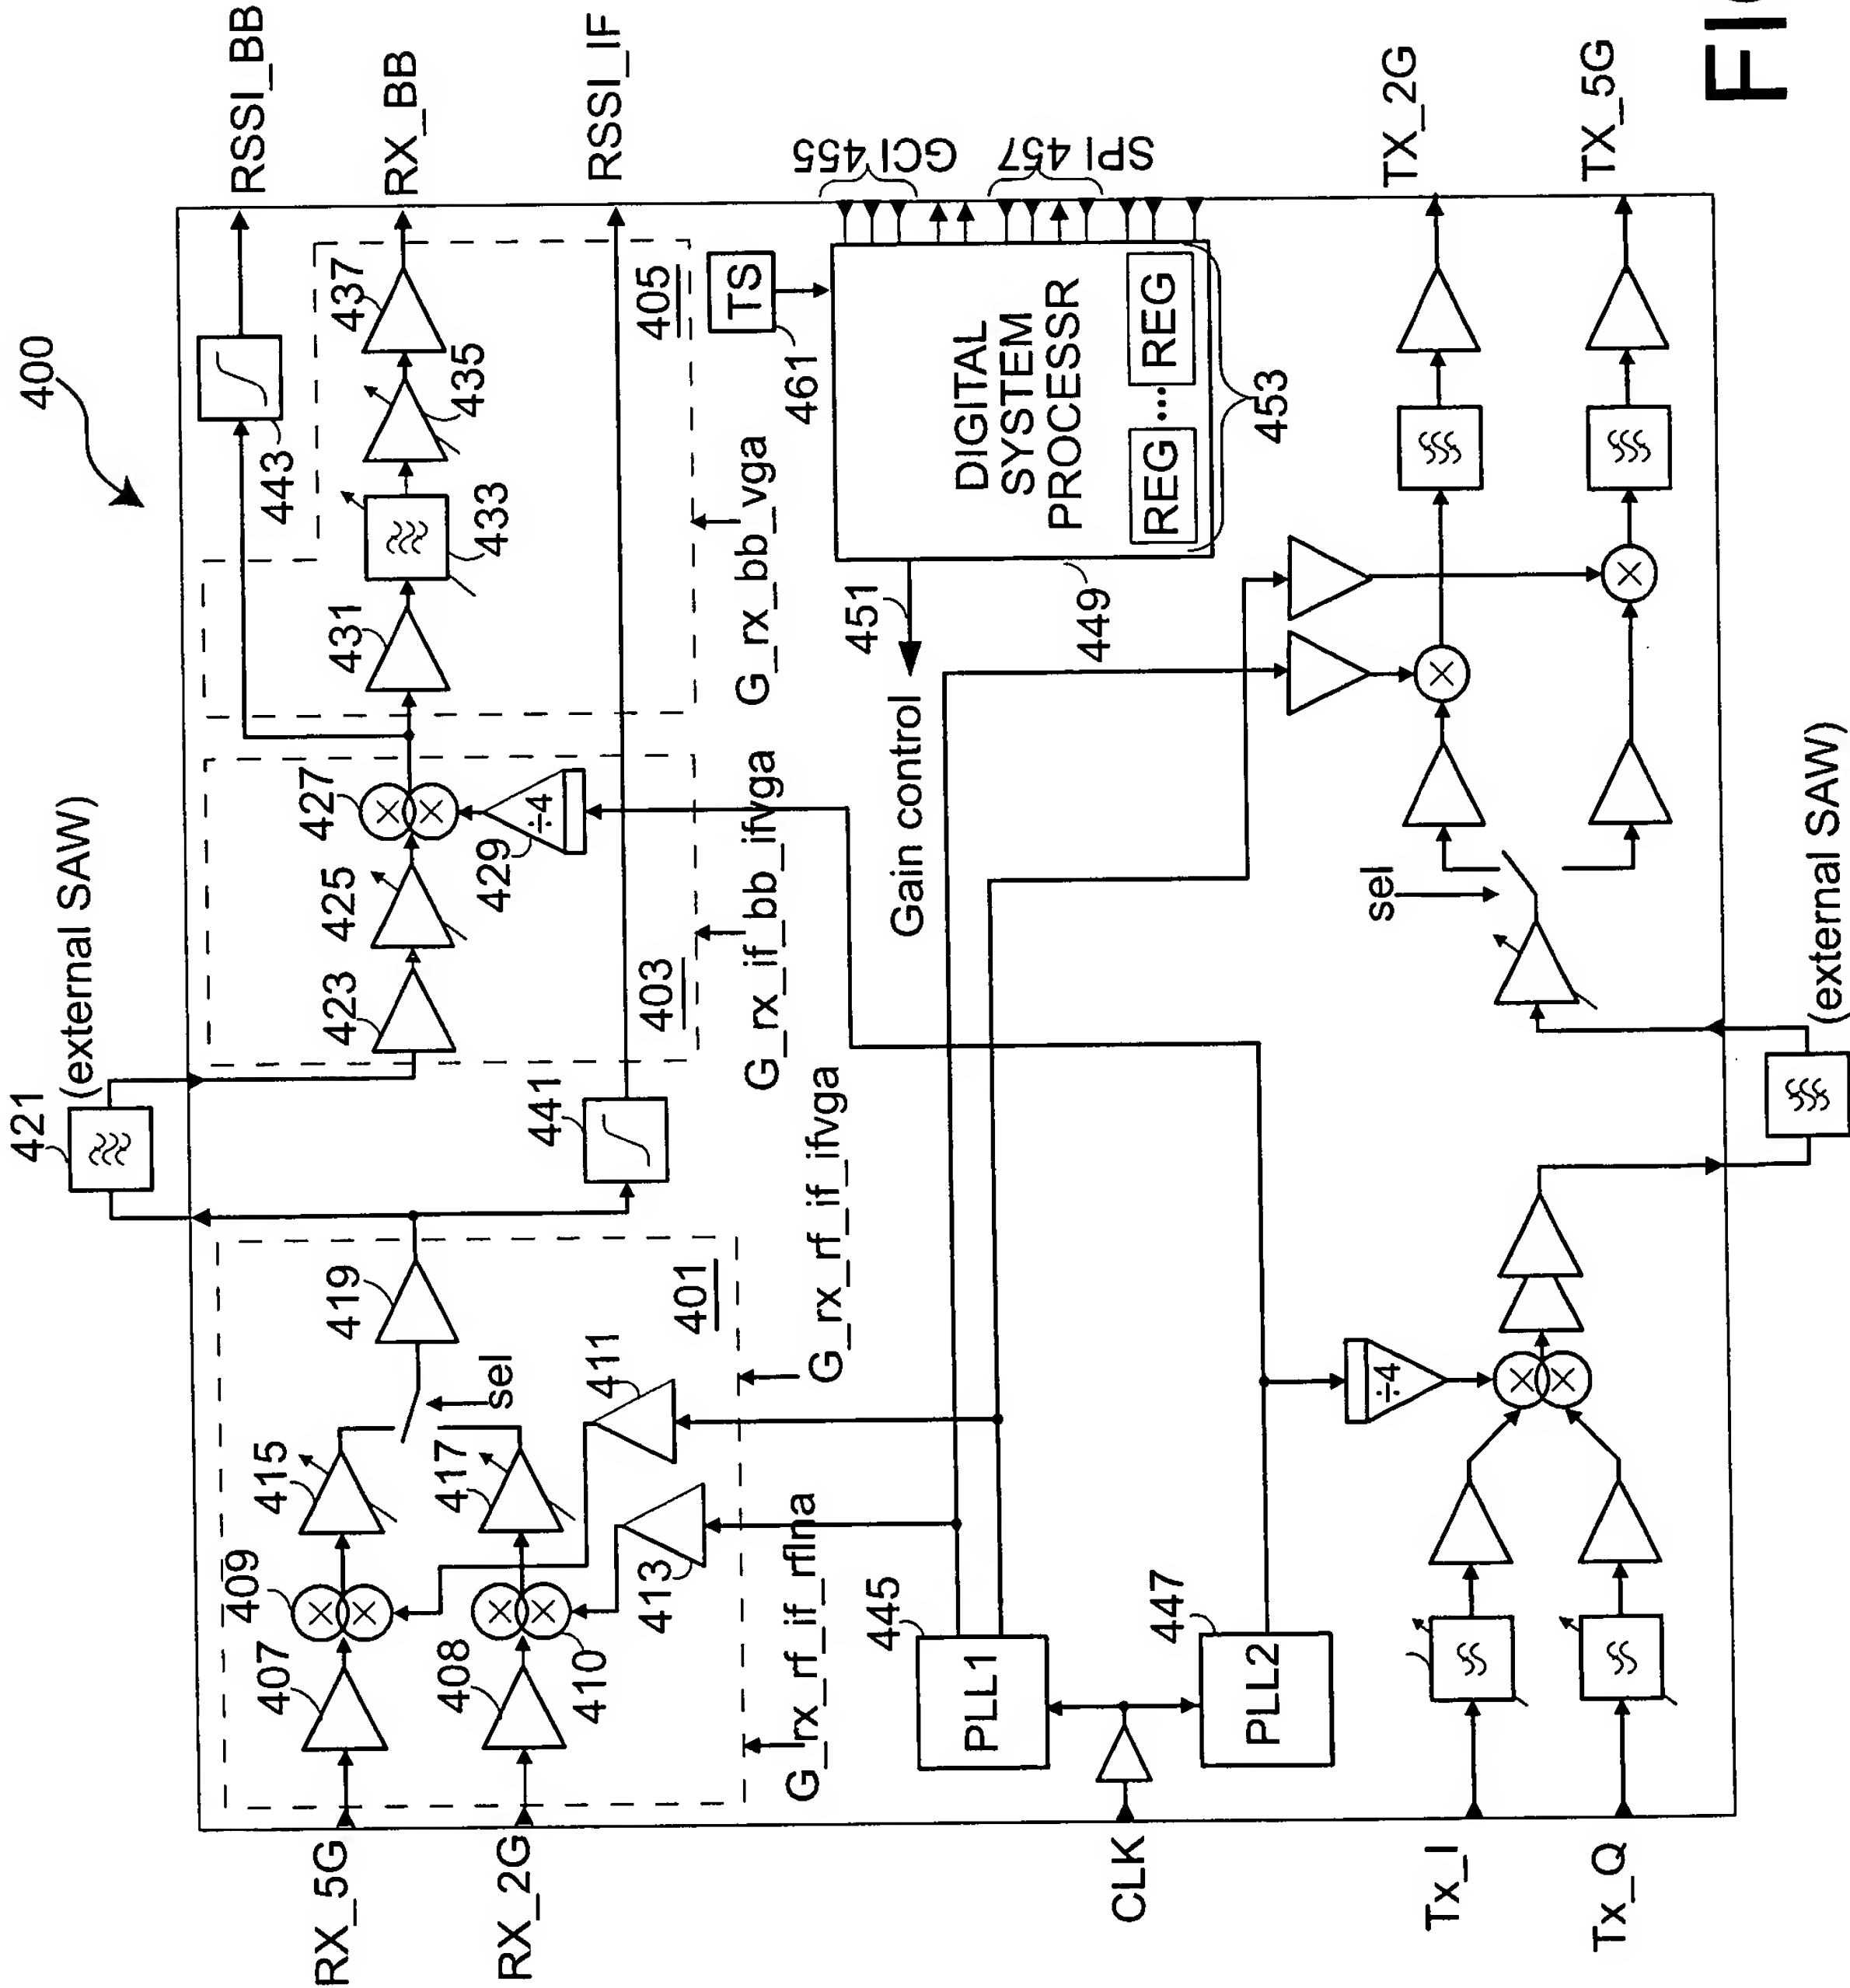 400
421
(external SAW)
RSSI_BB
RX_BB
RSSI_IF
RX_5G
RX_2G
407
409
415
408
410
417
413
411
sel
419
401
G_rx_rf_if_rflna
G_rx_rf_if_ifvga
441
423
425
427
429
403
G_rx_if_bb_ifvga
443
431
433
435
437
405
G_rx_bb_vga
÷4
TS
461
DIGITAL
SYSTEM
PROCESSR
REG...REG
453
449
451
Gain control
GCI 455
SPI 457
CLK
445
PLL1
447
PLL2
Tx_I
Tx_Q
÷4
(external SAW)
sel
TX_2G
TX_5G